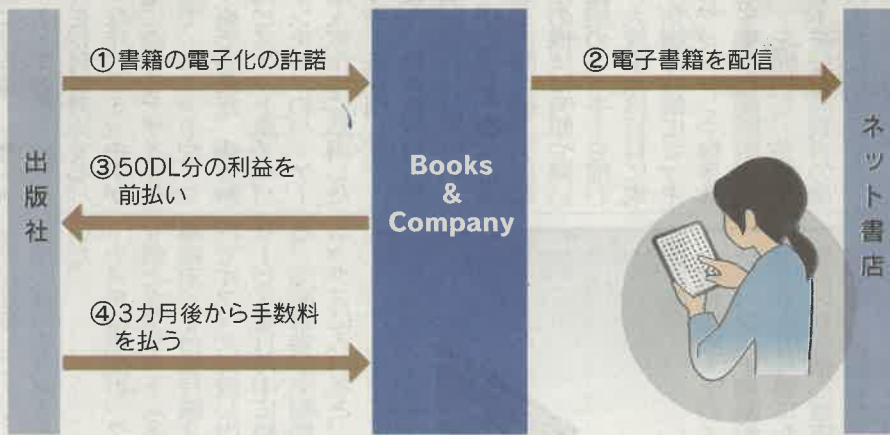 出版社
①書籍の電子化の許諾
③50DL分の利益を
前払い
④3カ月後から手数料
を払う
Books
&
Company
②電子書籍を配信
ネット書店